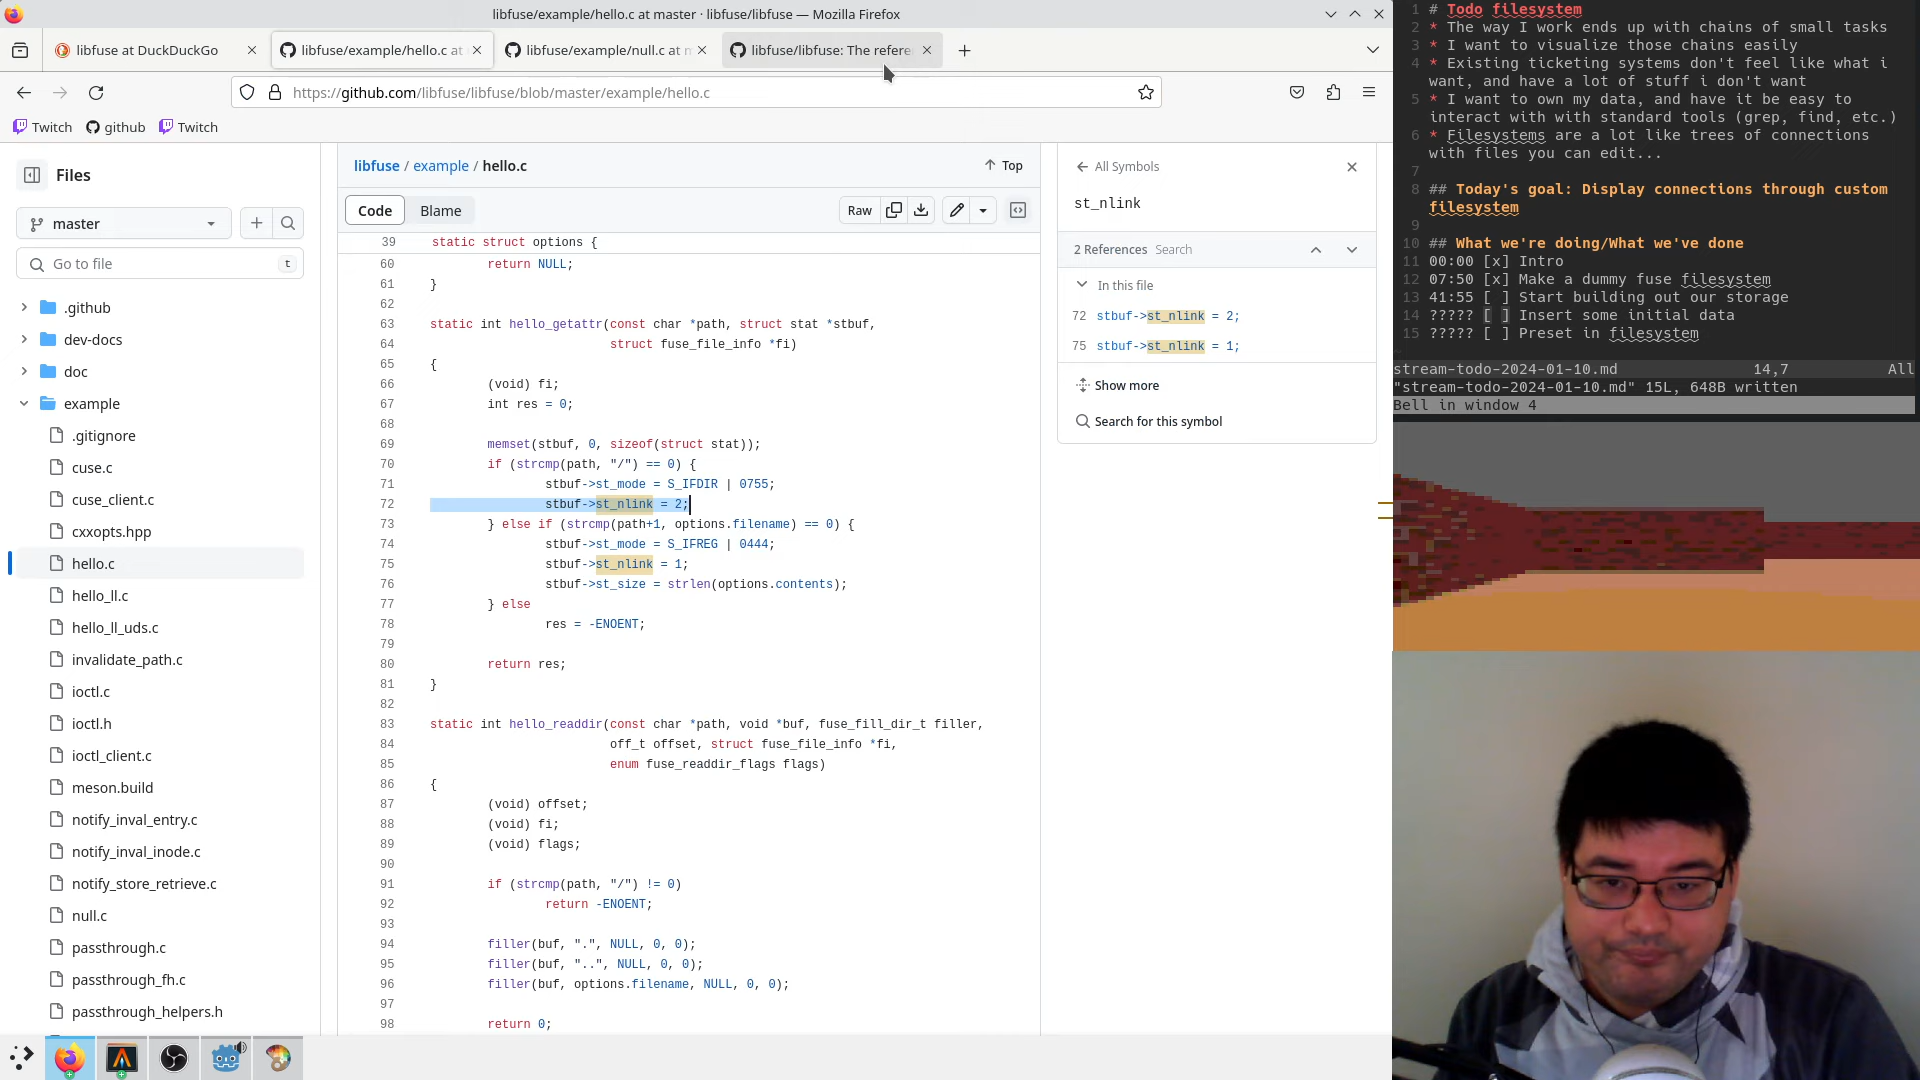 libfuse/example/hello.c at master · libfuse/libfuse — Mozilla Firefox
libfuse at DuckDuckGo
libfuse/example/hello.c at
libfuse/example/null.c at m
libfuse/libfuse: The refere
https://github.com/libfuse/libfuse/blob/master/example/hello.c
Twitch
github
Twitch
Files
master
Go to file
t
.github
dev-docs
doc
example
.gitignore
cuse.c
cuse_client.c
cxxopts.hpp
hello.c
hello_ll.c
hello_ll_uds.c
invalidate_path.c
ioctl.c
ioctl.h
ioctl_client.c
meson.build
notify_inval_entry.c
notify_inval_inode.c
notify_store_retrieve.c
null.c
passthrough.c
passthrough_fh.c
passthrough_helpers.h
libfuse / example / hello.c
Top
Code
Blame
Raw
39 static struct options {
60 return NULL;
61 }
62
63 static int hello_getattr(const char *path, struct stat *stbuf,
64 struct fuse_file_info *fi)
65 {
66 (void) fi;
67 int res = 0;
68
69 memset(stbuf, 0, sizeof(struct stat));
70 if (strcmp(path, "/") == 0) {
71 stbuf->st_mode = S_IFDIR | 0755;
72 stbuf->st_nlink = 2;
73 } else if (strcmp(path+1, options.filename) == 0) {
74 stbuf->st_mode = S_IFREG | 0444;
75 stbuf->st_nlink = 1;
76 stbuf->st_size = strlen(options.contents);
77 } else
78 res = -ENOENT;
79
80 return res;
81 }
82
83 static int hello_readdir(const char *path, void *buf, fuse_fill_dir_t filler,
84 off_t offset, struct fuse_file_info *fi,
85 enum fuse_readdir_flags flags)
86 {
87 (void) offset;
88 (void) fi;
89 (void) flags;
90
91 if (strcmp(path, "/") != 0)
92 return -ENOENT;
93
94 filler(buf, ".", NULL, 0, 0);
95 filler(buf, "..", NULL, 0, 0);
96 filler(buf, options.filename, NULL, 0, 0);
97
98 return 0;
All Symbols
st_nlink
2 References Search
In this file
72 stbuf->st_nlink = 2;
75 stbuf->st_nlink = 1;
Show more
Search for this symbol
1 # Todo filesystem
2 * The way I work ends up with chains of small tasks
3 * I want to visualize those chains easily
4 * Existing ticketing systems don't feel like what i
want, and have a lot of stuff i don't want
5 * I want to own my data, and have it be easy to
interact with with standard tools (grep, find, etc.)
6 * Filesystems are a lot like trees of connections
with files you can edit...
7
8 ## Today's goal: Display connections through custom
filesystem
9
10 ## What we're doing/What we've done
11 00:00 [x] Intro
12 07:50 [x] Make a dummy fuse filesystem
13 41:55 [ ] Start building out our storage
14 ????? [ ] Insert some initial data
15 ????? [ ] Preset in filesystem
stream-todo-2024-01-10.md 14,7 All
"stream-todo-2024-01-10.md" 15L, 648B written
Bell in window 4